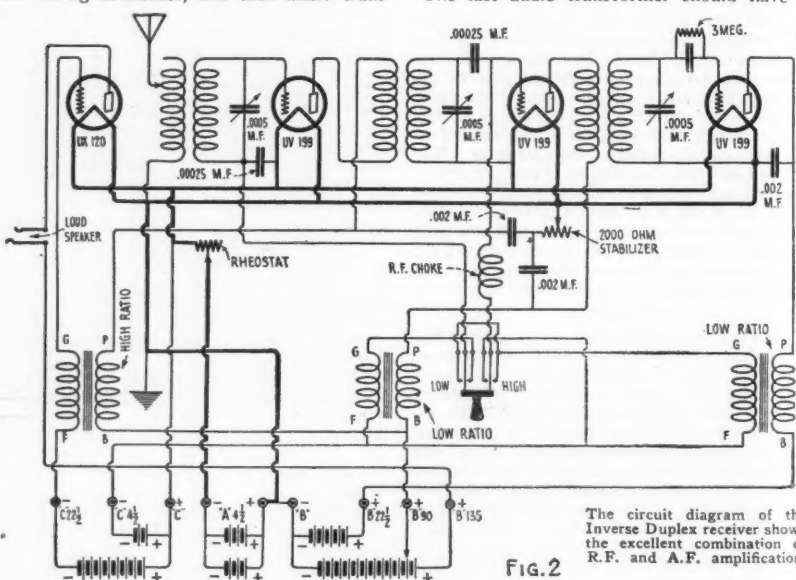 3 MEG.
.00025 M.F.
.0005 M.F.
.0005 M.F.
.0005 M.F.
UX 120
UV 199
UV 199
UV 199
.00025 M.F.
.002 M.F.
.002 M.F.
2000 OHM STABILIZER
LOUD SPEAKER
RHEOSTAT
R.F. CHOKE
.002 M.F.
HIGH RATIO
G P
F B
G P
LOW HIGH
F B
LOW RATIO
LOW RATIO
G P
F B
- "C" 22½
- "C" 4½
+ "C"
- "A" 4½ +
- "B"
+ "B" 22½
+ "B" 90
+ "B" 135
- +
- +
- +
- +
- +
- +
FIG. 2
The circuit diagram of th
Inverse Duplex receiver show
the excellent combination o
R.F. and A.F. amplification